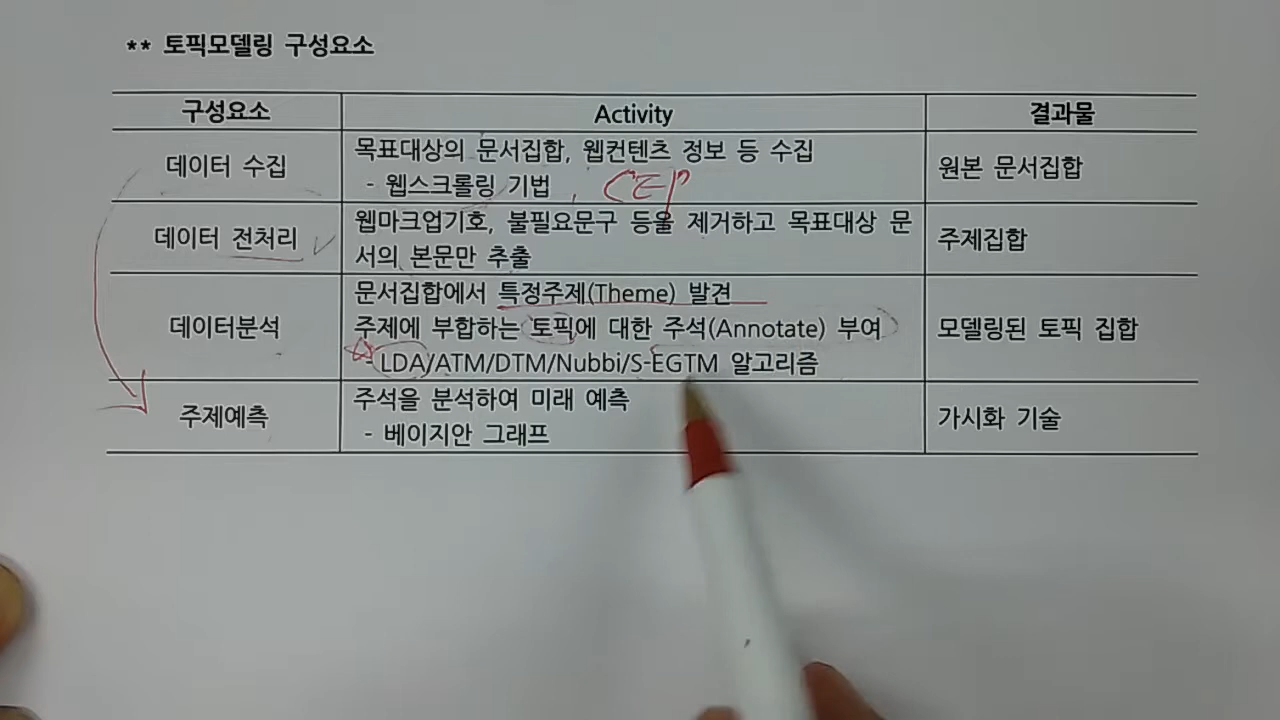 ** 토픽모델링 구성요소
구성요소 Activity 결과물
데이터 수집 목표대상의 문서집합, 웹컨텐츠 정보 등 수집 원본 문서집합
- 웹스크롤링 기법 , CEP
데이터 전처리 웹마크업기호, 불필요문구 등을 제거하고 목표대상 문 주제집합
서의 본문만 추출
문서집합에서 특정주제(Theme) 발견
데이터분석 주제에 부합하는 토픽에 대한 주석(Annotate) 부여 모델링된 토픽 집합
- LDA/ATM/DTM/Nubbi/S-EGTM 알고리즘
주제예측 주석을 분석하여 미래 예측 가시화 기술
- 베이지안 그래프